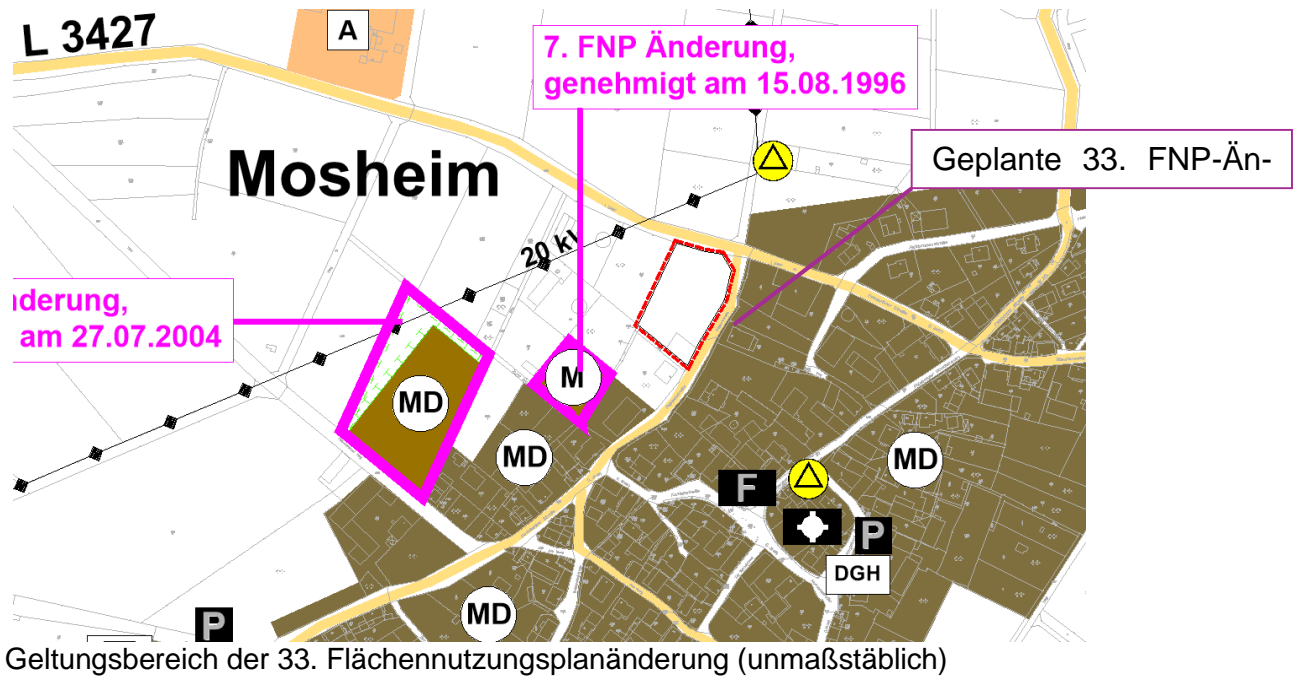 L 3427
A
7. FNP Änderung,
genehmigt am 15.08.1996
Geplante 33. FNP-Än-
Mosheim
20 kV
nderung,
am 27.07.2004
M
MD
MD
MD
F
P
DGH
MD
P
Geltungsbereich der 33. Flächennutzungsplanänderung (unmaßstäblich)